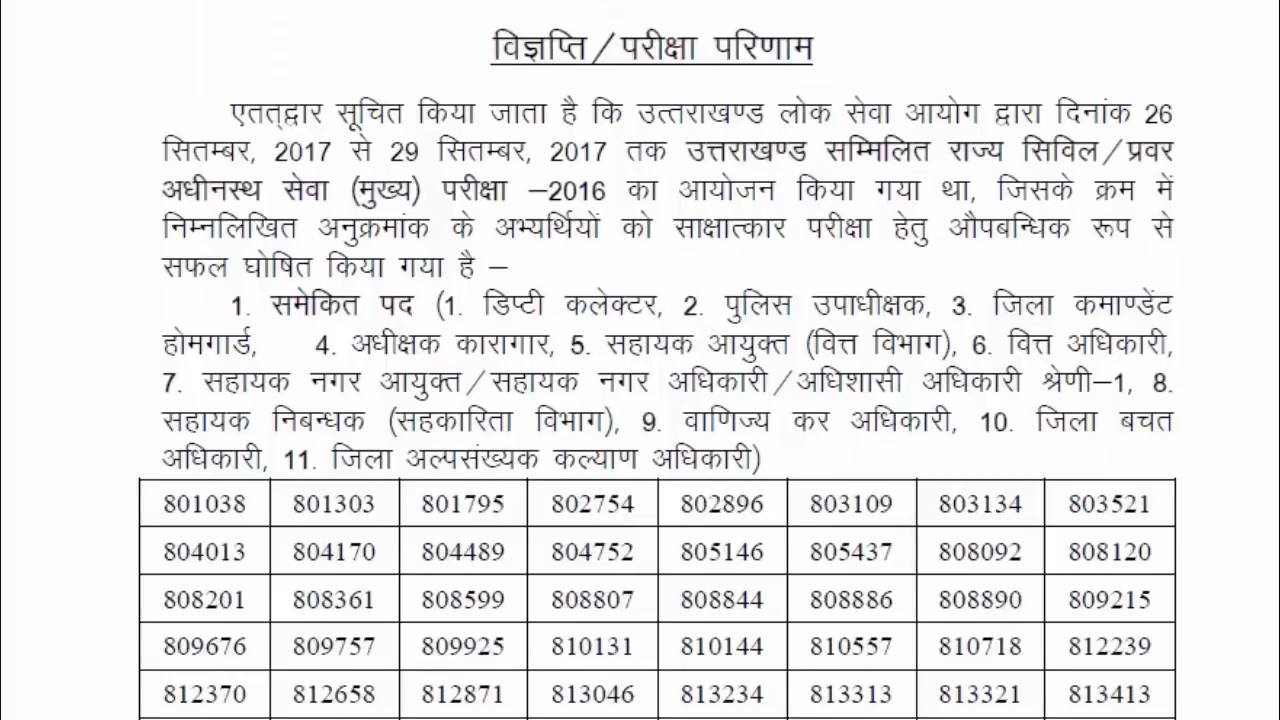 विज्ञप्ति/परीक्षा परिणाम
एतत्द्वार सूचित किया जाता है कि उत्तराखण्ड लोक सेवा आयोग द्वारा दिनांक 26
सितम्बर, 2017 से 29 सितम्बर, 2017 तक उत्तराखण्ड सम्मिलित राज्य सिविल/प्रवर
अधीनस्थ सेवा (मुख्य) परीक्षा –2016 का आयोजन किया गया था, जिसके क्रम में
निम्नलिखित अनुक्रमांक के अभ्यर्थियों को साक्षात्कार परीक्षा हेतु औपबन्धिक रूप से
सफल घोषित किया गया है –
1. समेकित पद (1. डिप्टी कलेक्टर, 2. पुलिस उपाधीक्षक, 3. जिला कमाण्डेंट
होमगार्ड, 4. अधीक्षक कारागार, 5. सहायक आयुक्त (वित्त विभाग), 6. वित्त अधिकारी,
7. सहायक नगर आयुक्त/सहायक नगर अधिकारी/अधिशासी अधिकारी श्रेणी–1, 8.
सहायक निबन्धक (सहकारिता विभाग), 9. वाणिज्य कर अधिकारी, 10. जिला बचत
अधिकारी, 11. जिला अल्पसंख्यक कल्याण अधिकारी)
801038 801303 801795 802754 802896 803109 803134 803521
804013 804170 804489 804752 805146 805437 808092 808120
808201 808361 808599 808807 808844 808886 808890 809215
809676 809757 809925 810131 810144 810557 810718 812239
812370 812658 812871 813046 813234 813313 813321 813413